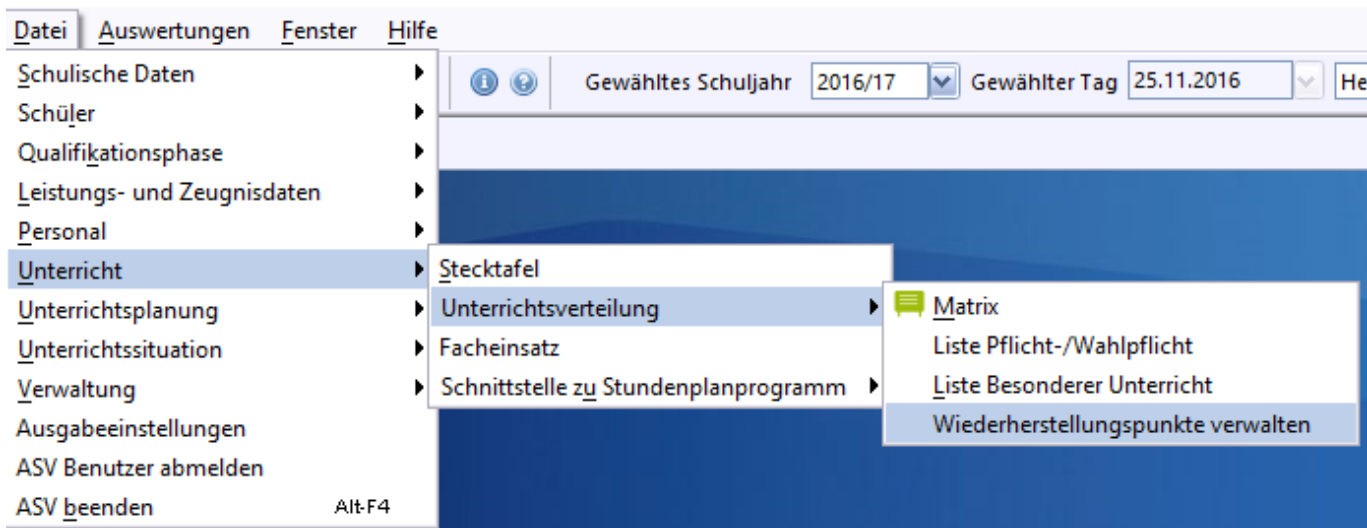 Datei Auswertungen Fenster Hilfe
Gewähltes Schuljahr 2016/17 Gewählter Tag 25.11.2016 He
Schulische Daten
Schüler
Qualifikationsphase
Leistungs- und Zeugnisdaten
Personal
Unterricht
Unterrichtsplanung
Unterrichtssituation
Verwaltung
Ausgabeeinstellungen
ASV Benutzer abmelden
ASV beenden Alt-F4
Stecktafel
Unterrichtsverteilung
Facheinsatz
Schnittstelle zu Stundenplanprogramm
Matrix
Liste Pflicht-/Wahlpflicht
Liste Besonderer Unterricht
Wiederherstellungspunkte verwalten